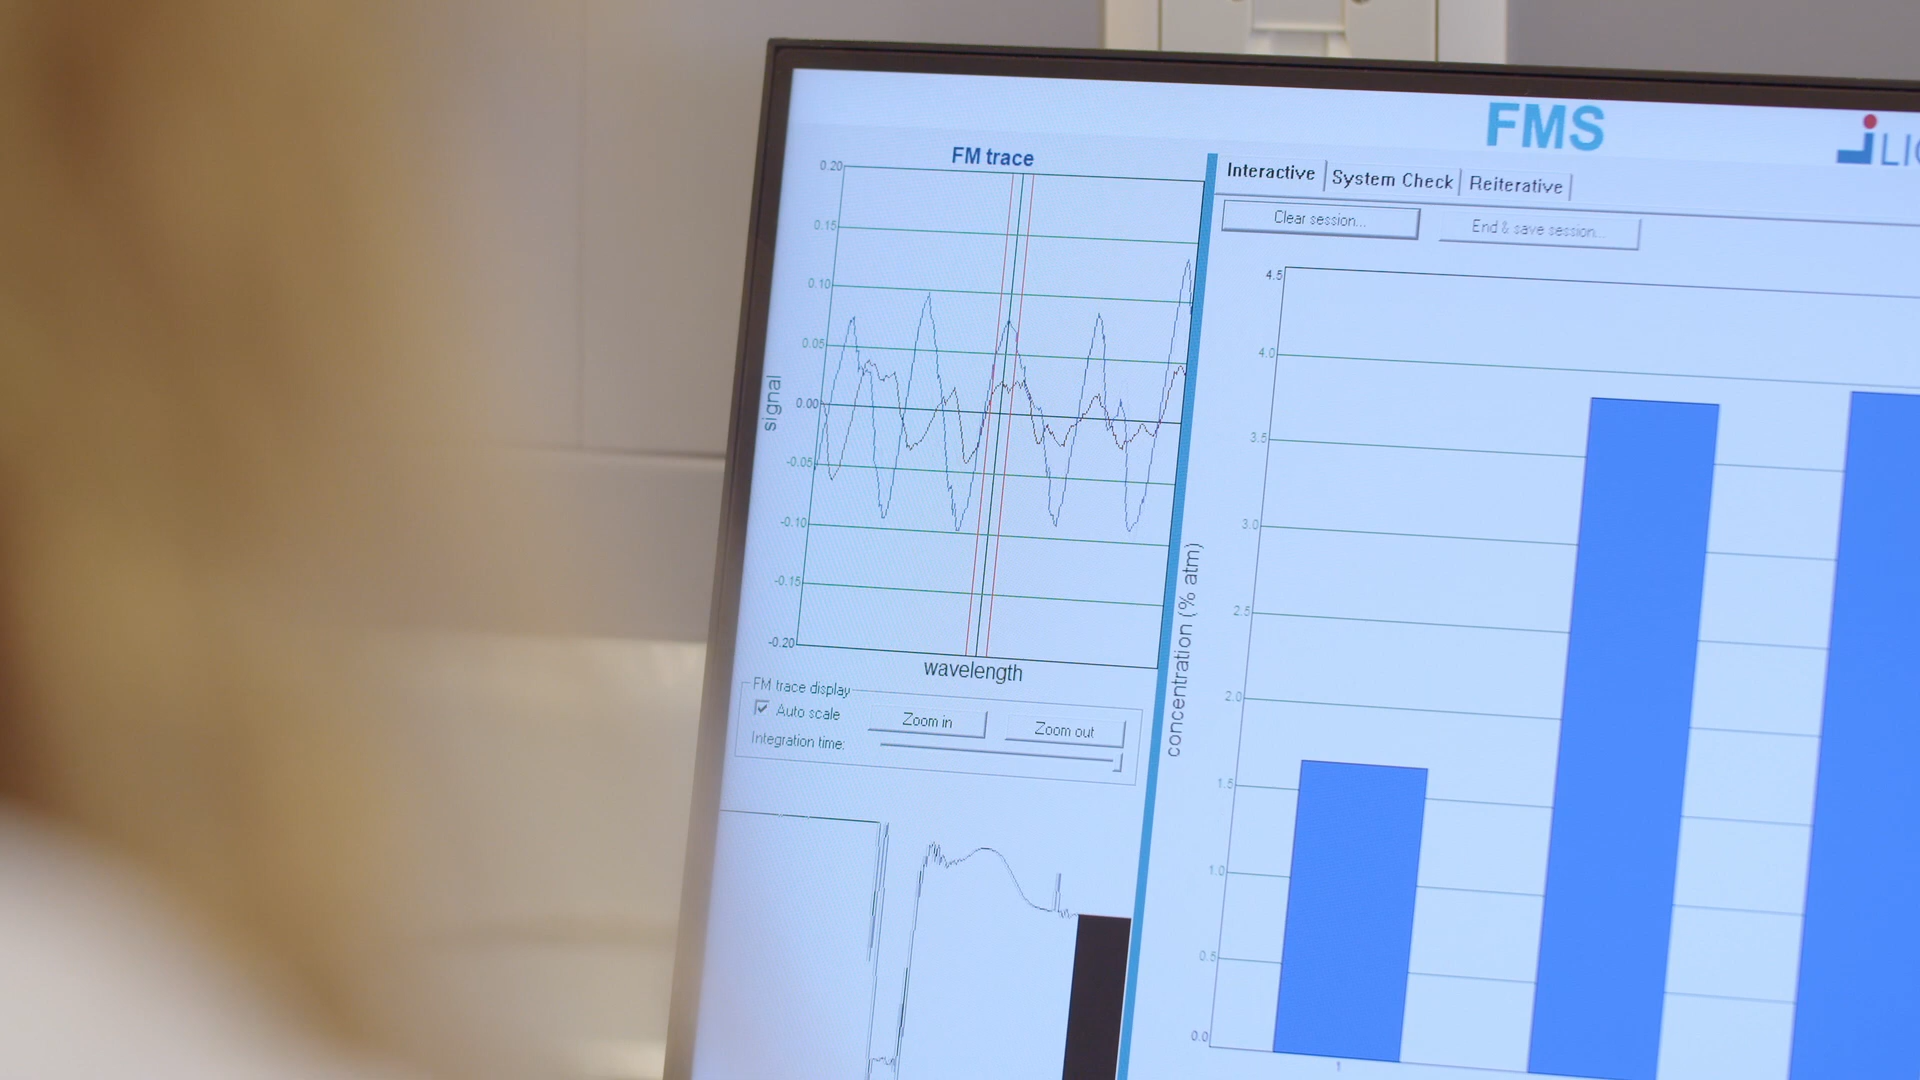 FMS
LIG
FM trace
0.20
0.15
0.10
0.05
0.00
-0.05
-0.10
-0.15
-0.20
signal
wavelength
FM trace display
Auto scale
Zoom in
Zoom out
Integration time:
Interactive
System Check
Reiterative
Clear session...
End & save session...
4.5
4.0
3.5
3.0
2.5
2.0
1.5
1.0
0.5
0.0
concentration (% atm)
1